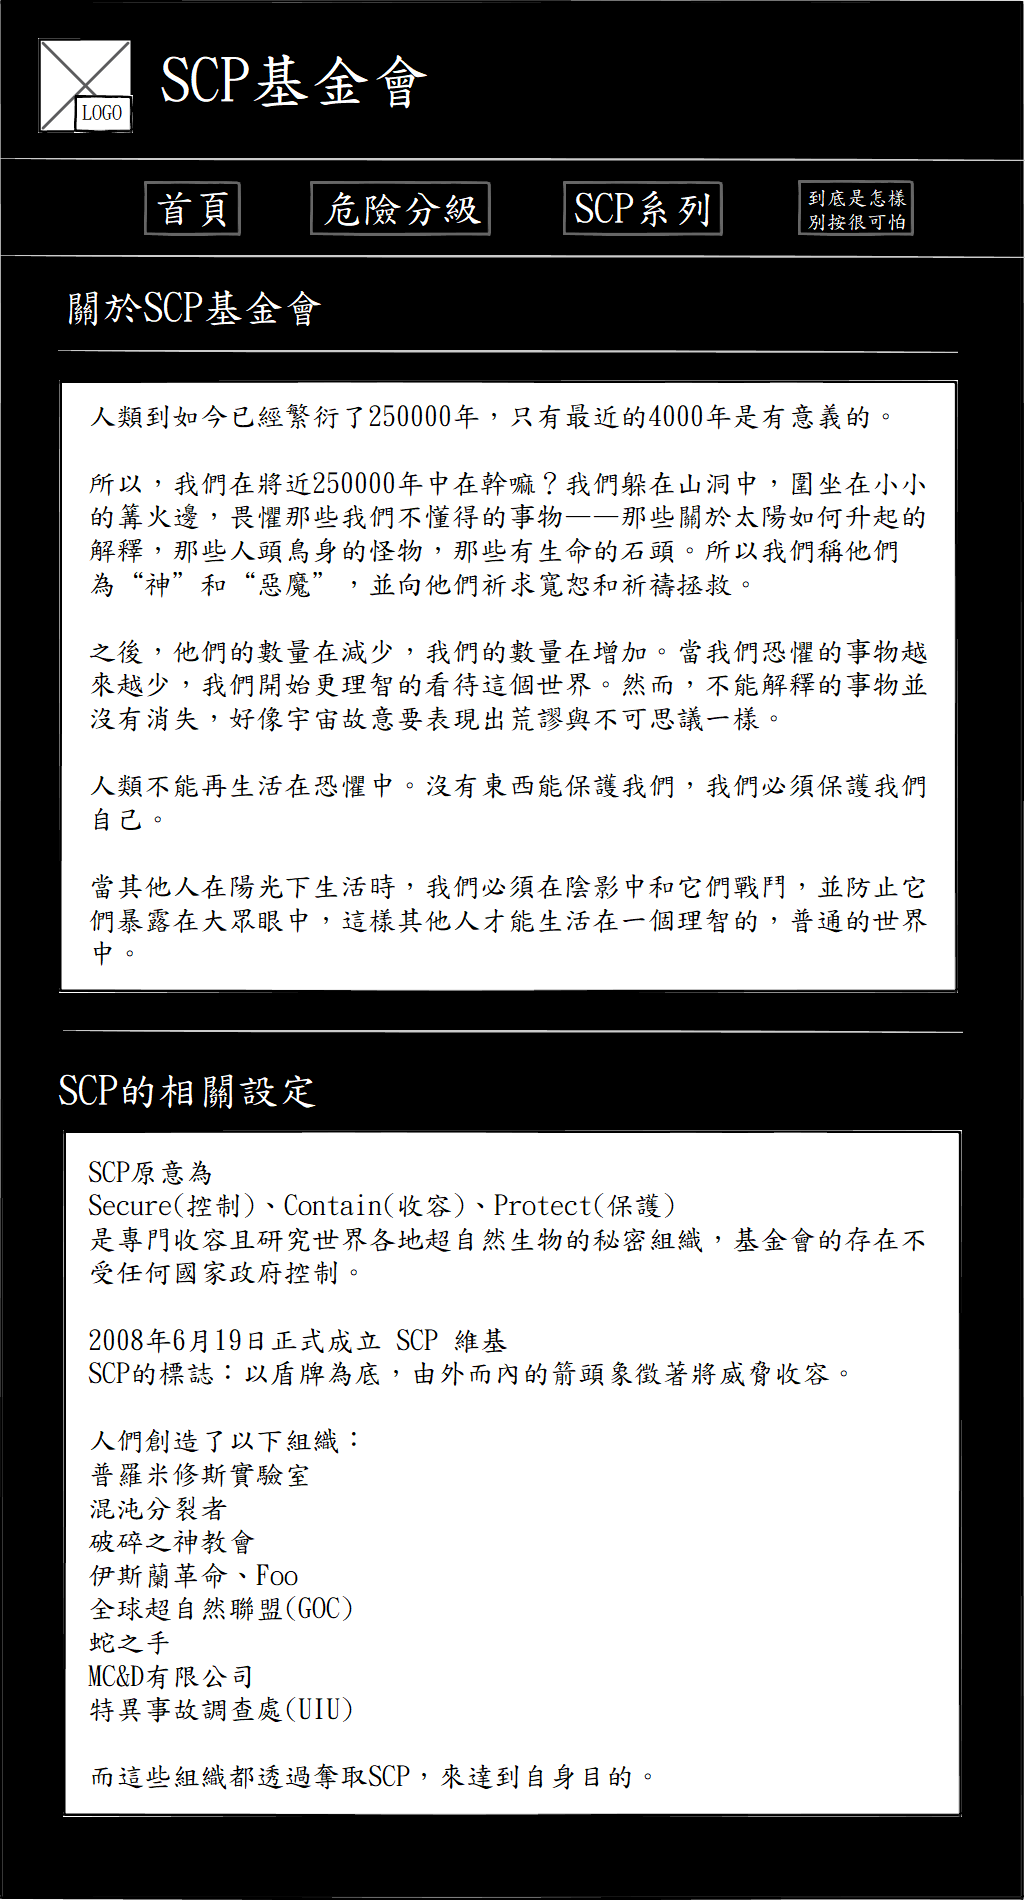 LOGO
SCP基金會
首頁
危險分級
SCP系列
到底是怎樣
別按很可怕
關於SCP基金會
人類到如今已經繁衍了250000年，只有最近的4000年是有意義的。
所以，我們在將近250000年中在幹嘛？我們躲在山洞中，圍坐在小小
的篝火邊，畏懼那些我們不懂得的事物——那些關於太陽如何升起的
解釋，那些人頭鳥身的怪物，那些有生命的石頭。所以我們稱他們
為“神”和“惡魔”，並向他們祈求寬恕和祈禱拯救。
之後，他們的數量在減少，我們的數量在增加。當我們恐懼的事物越
來越少，我們開始更理智的看待這個世界。然而，不能解釋的事物並
沒有消失，好像宇宙故意要表現出荒謬與不可思議一樣。
人類不能再生活在恐懼中。沒有東西能保護我們，我們必須保護我們
自己。
當其他人在陽光下生活時，我們必須在陰影中和它們戰鬥，並防止它
們暴露在大眾眼中，這樣其他人才能生活在一個理智的，普通的世界
中。
SCP的相關設定
SCP原意為
Secure(控制)、Contain(收容)、Protect(保護)
是專門收容且研究世界各地超自然生物的秘密組織，基金會的存在不
受任何國家政府控制。
2008年6月19日正式成立 SCP 維基
SCP的標誌：以盾牌為底，由外而內的箭頭象徵著將威脅收容。
人們創造了以下組織：
普羅米修斯實驗室
混沌分裂者
破碎之神教會
伊斯蘭革命、Foo
全球超自然聯盟(GOC)
蛇之手
MC&D有限公司
特異事故調查處(UIU)
而這些組織都透過奪取SCP，來達到自身目的。